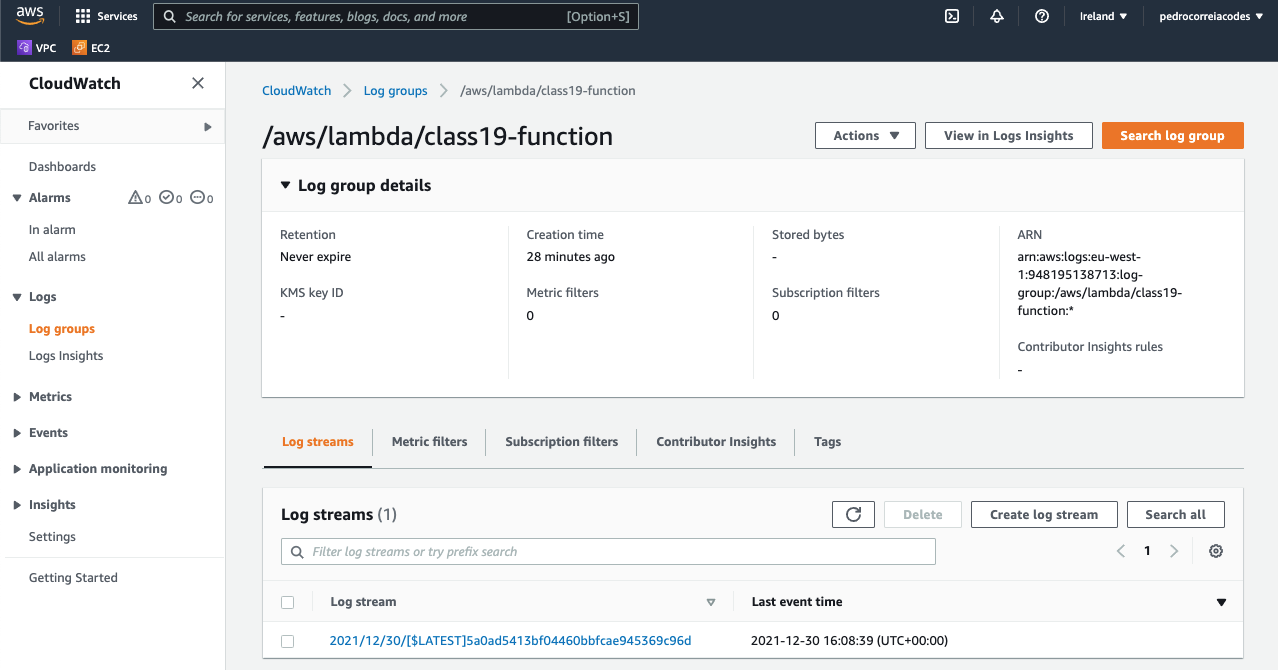 aws
Services
Search for services, features, blogs, docs, and more
[Option+S]
Ireland
pedrocorreiacodes
VPC
EC2
CloudWatch
Favorites
Dashboards
Alarms
0
0
0
In alarm
All alarms
Logs
Log groups
Logs Insights
Metrics
Events
Application monitoring
Insights
Settings
Getting Started
CloudWatch
Log groups
/aws/lambda/class19-function
/aws/lambda/class19-function
Actions
View in Logs Insights
Search log group
Log group details
Retention
Never expire
KMS key ID
-
Creation time
28 minutes ago
Metric filters
0
Stored bytes
-
Subscription filters
0
ARN
arn:aws:logs:eu-west-
1:948195138713:log-
group:/aws/lambda/class19-
function:*
Contributor Insights rules
-
Log streams
Metric filters
Subscription filters
Contributor Insights
Tags
Log streams (1)
Delete
Create log stream
Search all
Filter log streams or try prefix search
1
Log stream
Last event time
2021/12/30/[$LATEST]5a0ad5413bf04460bbfcae945369c96d
2021-12-30 16:08:39 (UTC+00:00)